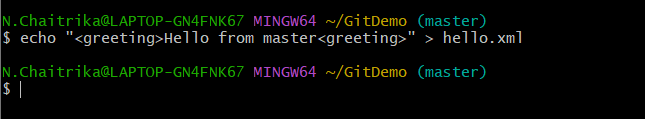 N.Chaitrika@LAPTOP-GN4FNK67 MINGW64 ~/GitDemo (master)
$ echo "<greeting>Hello from master<greeting>" > hello.xml
N.Chaitrika@LAPTOP-GN4FNK67 MINGW64 ~/GitDemo (master)
$